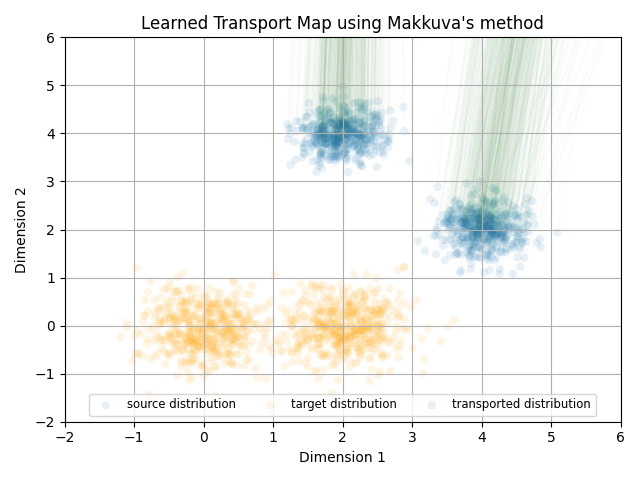 Learned Transport Map using Makkuva's method
6
5
4
3
2
1
0
−1
−2
Dimension 2
source distribution target distribution transported distribution
−2 −1 0 1 2 3 4 5 6
Dimension 1